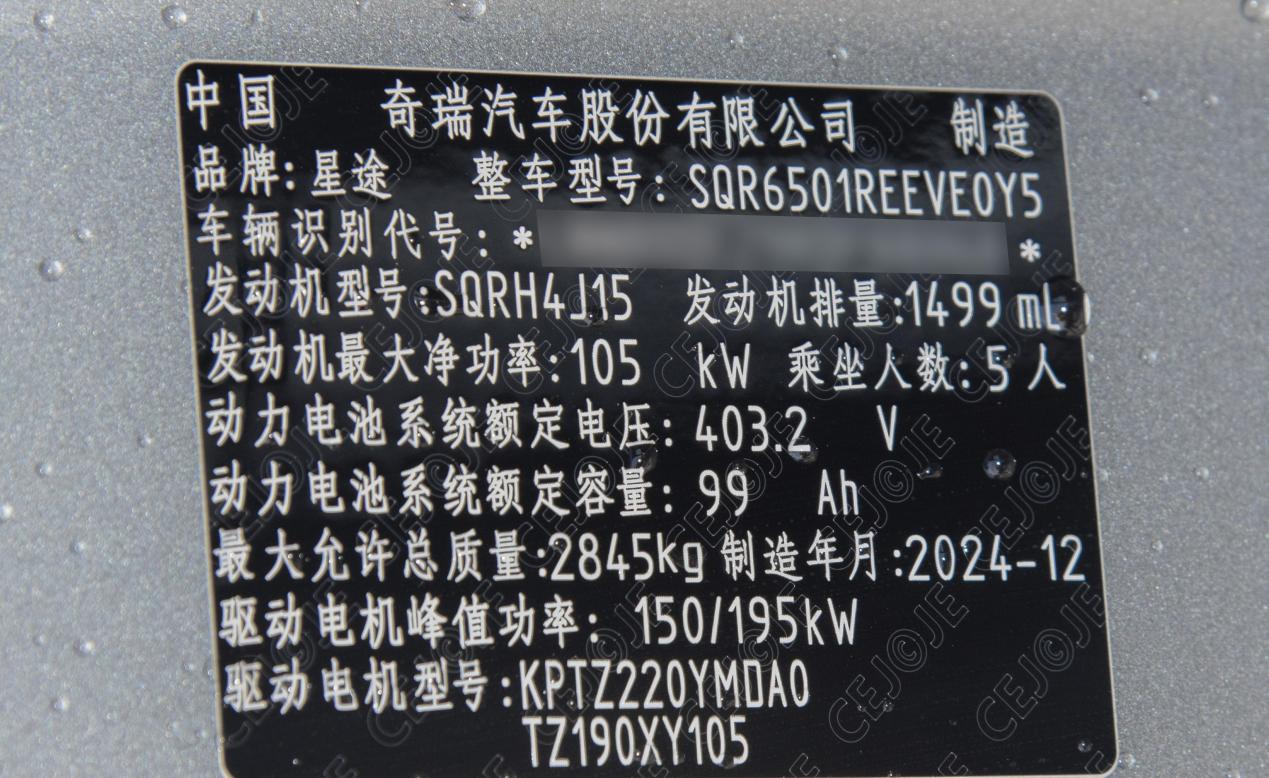 中国 奇瑞汽车股份有限公司 制造
品牌:星途 整车型号:SQR6501REEVE0Y5
车辆识别代号:* *
发动机型号:SQRH4J15 发动机排量:1499 mL
发动机最大净功率:105 kW 乘坐人数:5人
动力电池系统额定电压:403.2 V
动力电池系统额定容量:99 Ah
最大允许总质量:2845kg 制造年月:2024-12
驱动电机峰值功率: 150/195kW
驱动电机型号:KPTZ220YMDA0
TZ190XY105
CEJ©JE